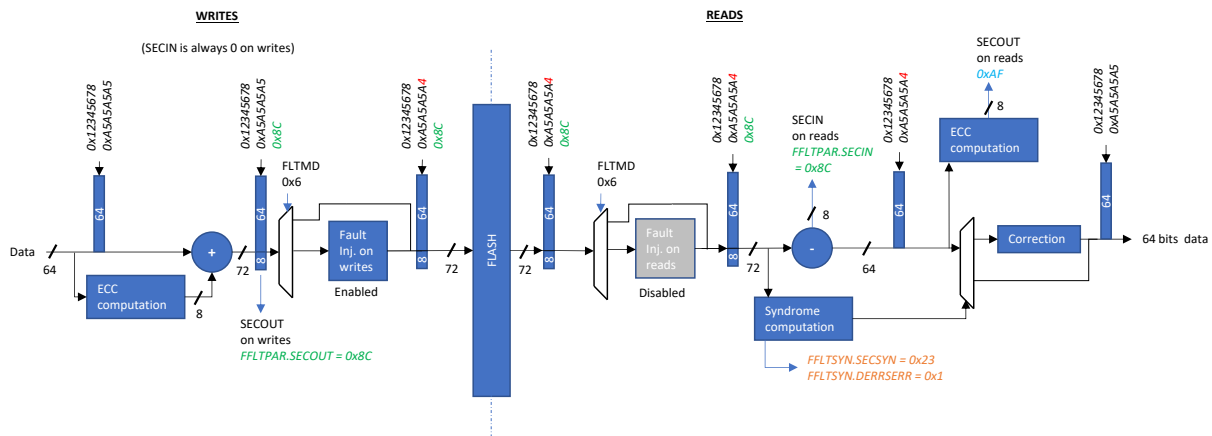 WRITES
READS
(SECIN is always 0 on writes)
0x12345678
0xA5A5A5A5
0x12345678
0xA5A5A5A5
0x8C
0x12345678
0xA5A5A5A4
0x8C
0x12345678
0xA5A5A5A4
0x8C
0x12345678
0xA5A5A5A4
0x8C
0x12345678
0xA5A5A5A4
0x12345678
0xA5A5A5A5
SECOUT
on reads
0xAF
8
ECC
computation
SECIN
on reads
FFLTPAR.SECIN
= 0x8C
8
FLTMD
0x6
FLTMD
0x6
Data
64
64
ECC
computation
8
+
72
64
8
Fault
Inj. on
writes
Enabled
64
8
72
FLASH
72
64
8
Fault
Inj. on
reads
Disabled
64
8
72
-
64
64
Correction
64
64 bits data
Syndrome
computation
SECOUT
on writes
FFLTPAR.SECOUT = 0x8C
FFLTSYN.SECSYN = 0x23
FFLTSYN.DERRSERR = 0x1